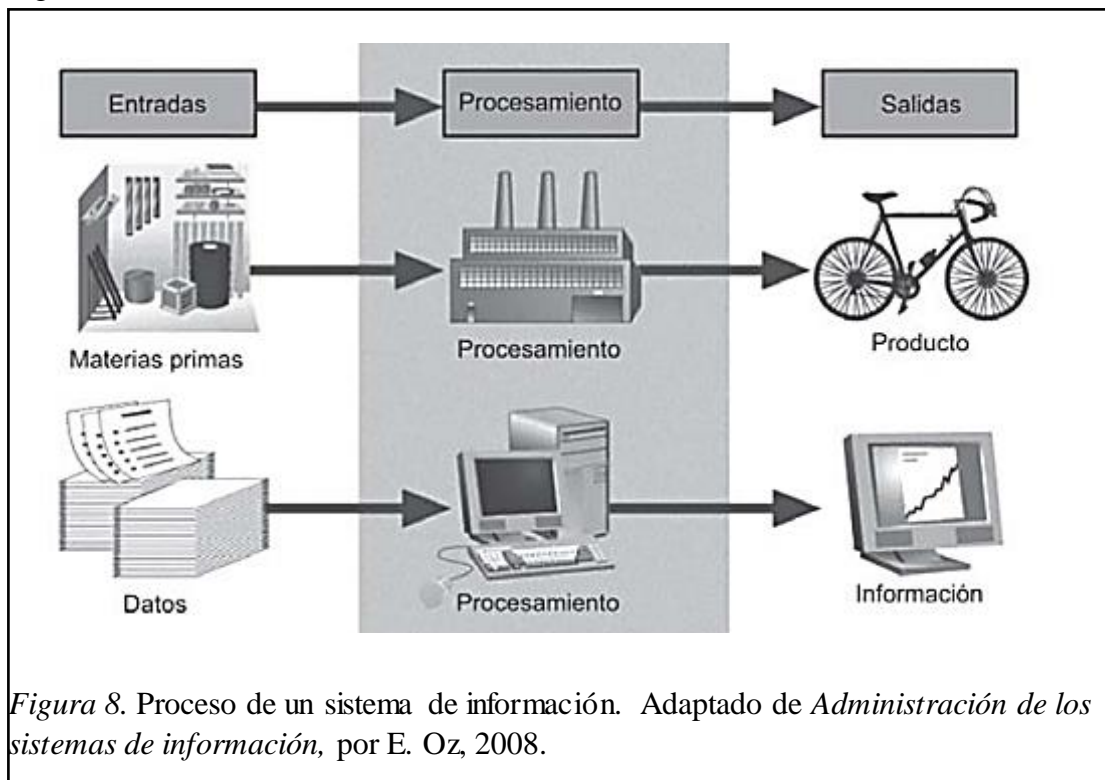 Entradas
Procesamiento
Salidas
Materias primas
Procesamiento
Producto
Datos
Procesamiento
Información
Figura 8. Proceso de un sistema de información. Adaptado de Administración de los
sistemas de información, por E. Oz, 2008.